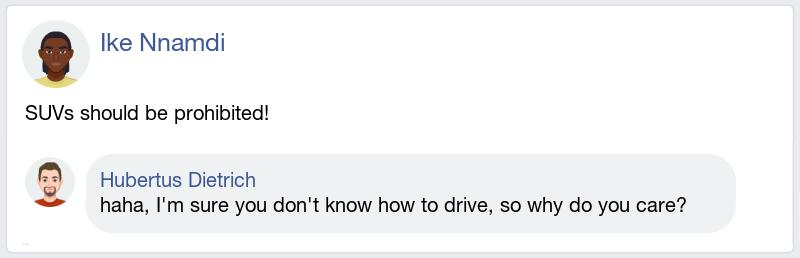 Ike Nnamdi
SUVs should be prohibited!
Hubertus Dietrich
haha, I'm sure you don't know how to drive, so why do you care?